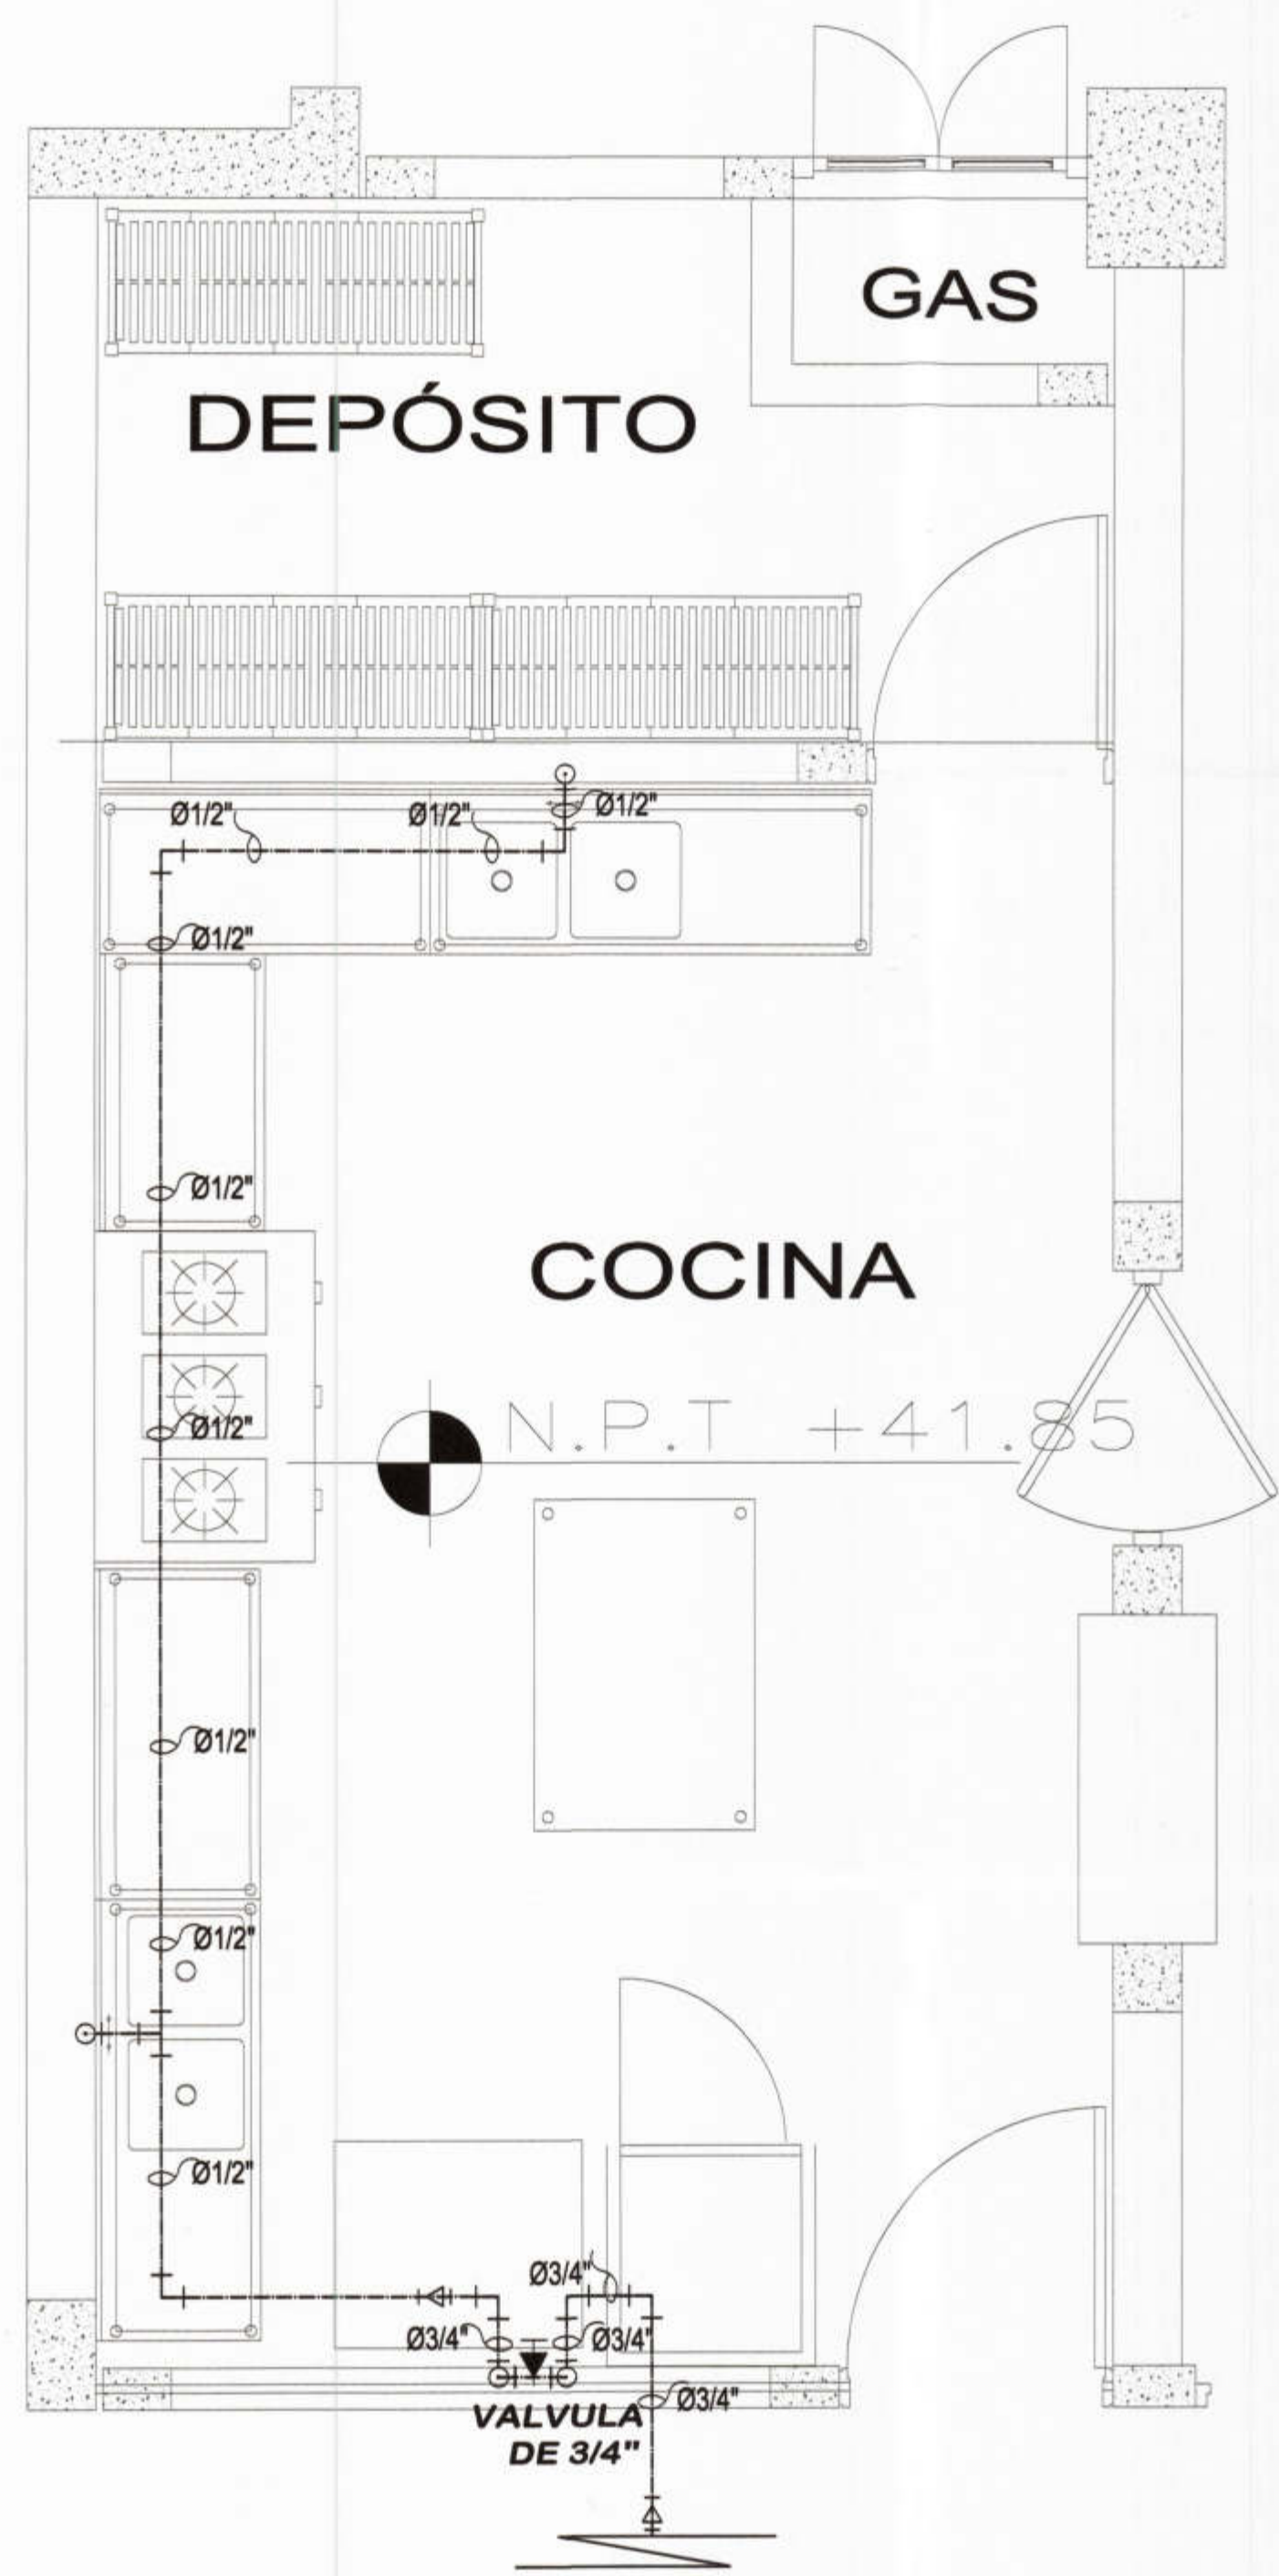 GAS
DEPÓSITO
Ø1/2"
Ø1/2"
Ø1/2"
Ø1/2"
Ø1/2"
COCINA
N.P.T +41.85
Ø1/2"
Ø1/2"
Ø1/2"
Ø1/2"
Ø3/4"
Ø3/4"
Ø3/4"
Ø3/4"
VALVULA
DE 3/4"